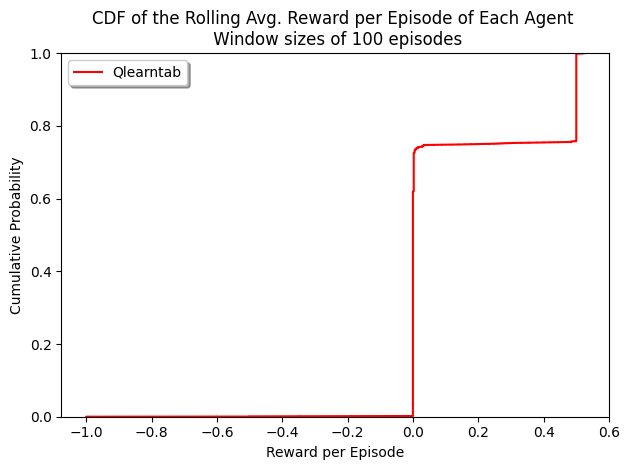 CDF of the Rolling Avg. Reward per Episode of Each Agent
Window sizes of 100 episodes
Qlearntab
Cumulative Probability
1.0
0.8
0.6
0.4
0.2
0.0
−1.0 −0.8 −0.6 −0.4 −0.2 0.0 0.2 0.4 0.6
Reward per Episode